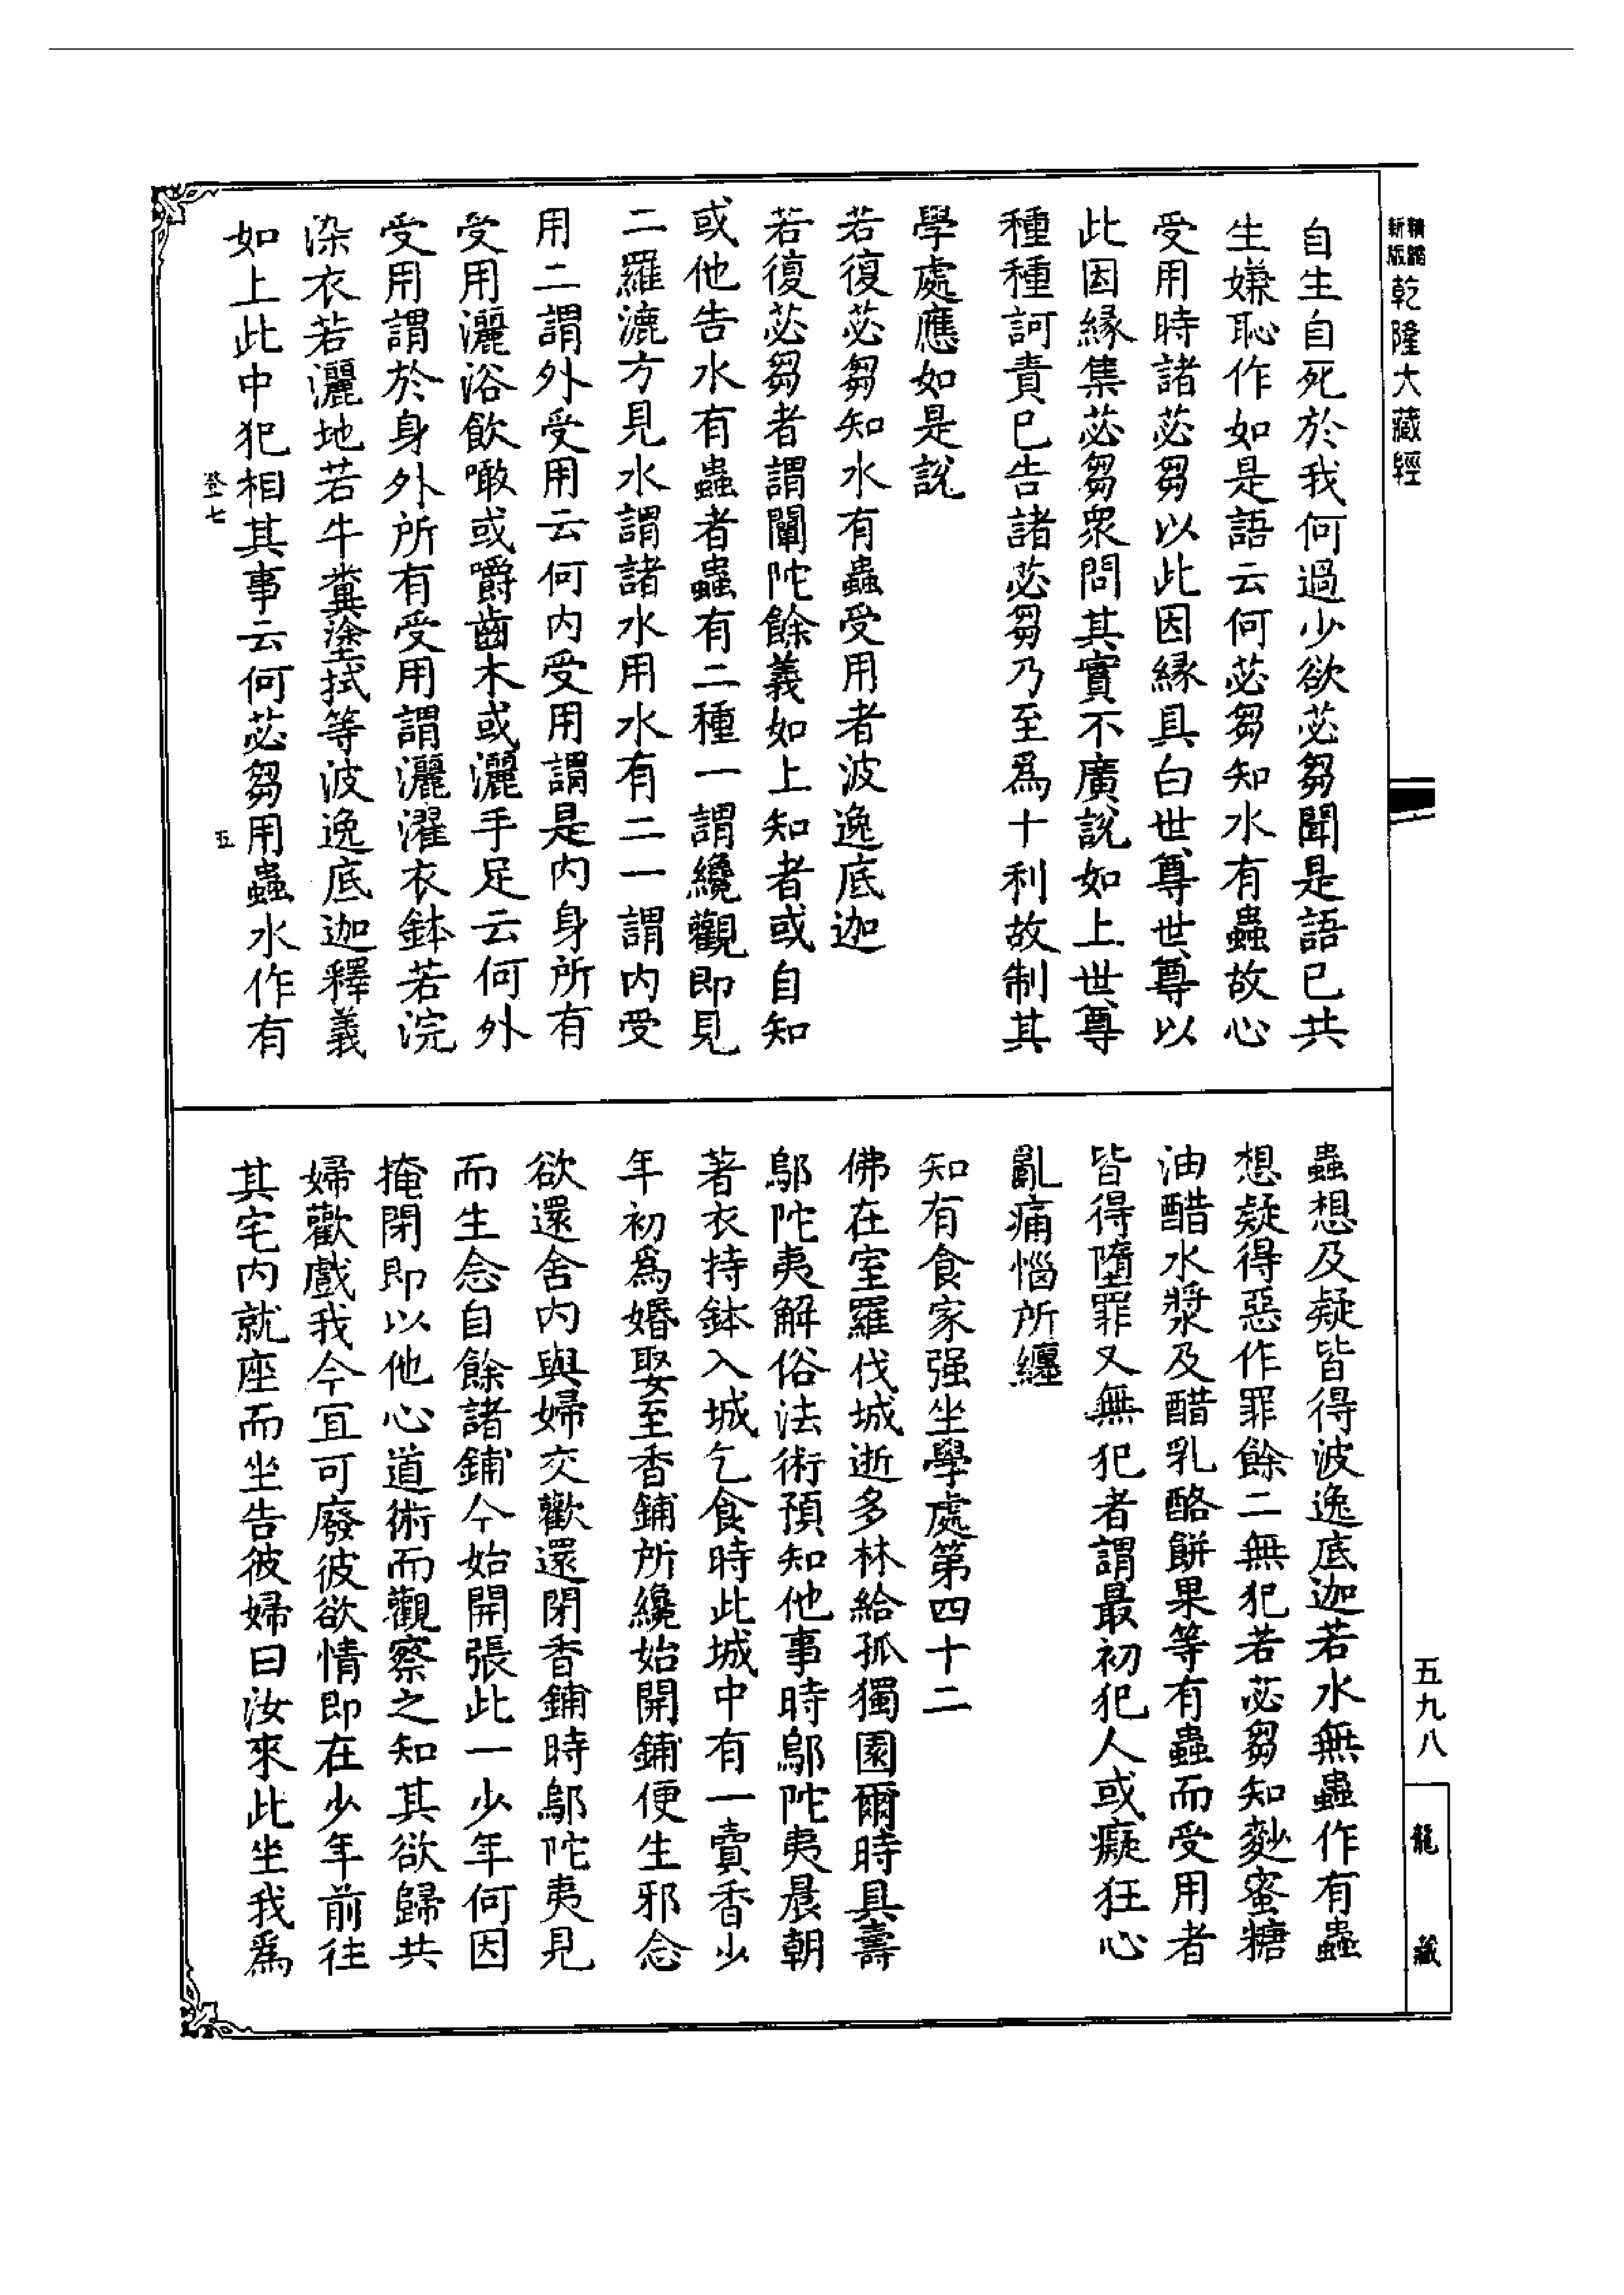 精縮新版乾隆大藏經
自生自死於我何過少欲苾芻聞是語已共
生嫌恥作如是語云何苾芻知水有蟲故心
受用時諸苾芻以此因緣具白世尊世尊以
此因緣集苾芻衆問其實不廣說如上世尊
種種訶責已告諸苾芻乃至爲十利故制其
學處應如是說
若復苾芻知水有蟲受用者波逸底迦
若復苾芻者謂闡陀餘義如上知者或自知
或他告水有蟲者蟲有二種一謂纔觀即見
二羅漉方見水謂諸水用水有二一謂內受
用二謂外受用云何內受用謂是內身所有
受用灑浴飲噉或嚼齒木或灑手足云何外
受用謂於身外所有受用謂灑濯衣鉢若浣
染衣若灑地若牛糞塗拭等波逸底迦釋義
如上此中犯相其事云何苾芻用蟲水作有
登七
五
蟲想及疑皆得波逸底迦若水無蟲作有蟲
想疑得惡作罪餘二無犯若苾芻知麨蜜糖
油醋水漿及醋乳酪餅果等有蟲而受用者
皆得墮罪又無犯者謂最初犯人或癡狂心
亂痛惱所纏
知有食家强坐學處第四十二
佛在室羅伐城逝多林給孤獨園爾時具壽
鄔陀夷解俗法術預知他事時鄔陀夷晨朝
著衣持鉢入城乞食時此城中有一賣香少
年初爲婚娶至香鋪所纔始開鋪便生邪念
欲還舍內與婦交歡還閉香鋪時鄔陀夷見
而生念自餘諸鋪今始開張此一少年何因
掩閉即以他心道術而觀察之知其欲歸共
婦歡戲我今宜可廢彼欲情即在少年前往
其宅內就座而坐告彼婦曰汝來此坐我爲
五九八
龍藏